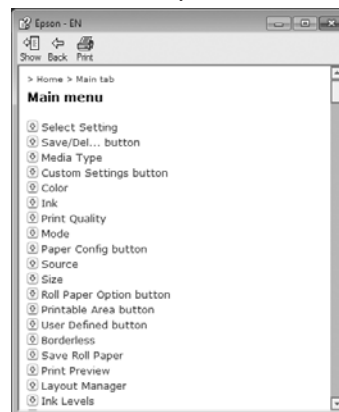 Epson - EN
Show Back Print
> Home > Main tab
Main menu
Select Setting
Save/Del... button
Media Type
Custom Settings button
Color
Ink
Print Quality
Mode
Paper Config button
Source
Size
Roll Paper Option button
Printable Area button
User Defined button
Borderless
Save Roll Paper
Print Preview
Layout Manager
Ink Levels